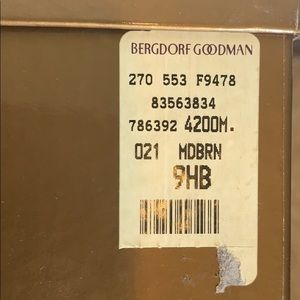 BERGDORF GOODMAN
270 553 F9478
83563834
786392 4200M.
021 MDBRN
9HB